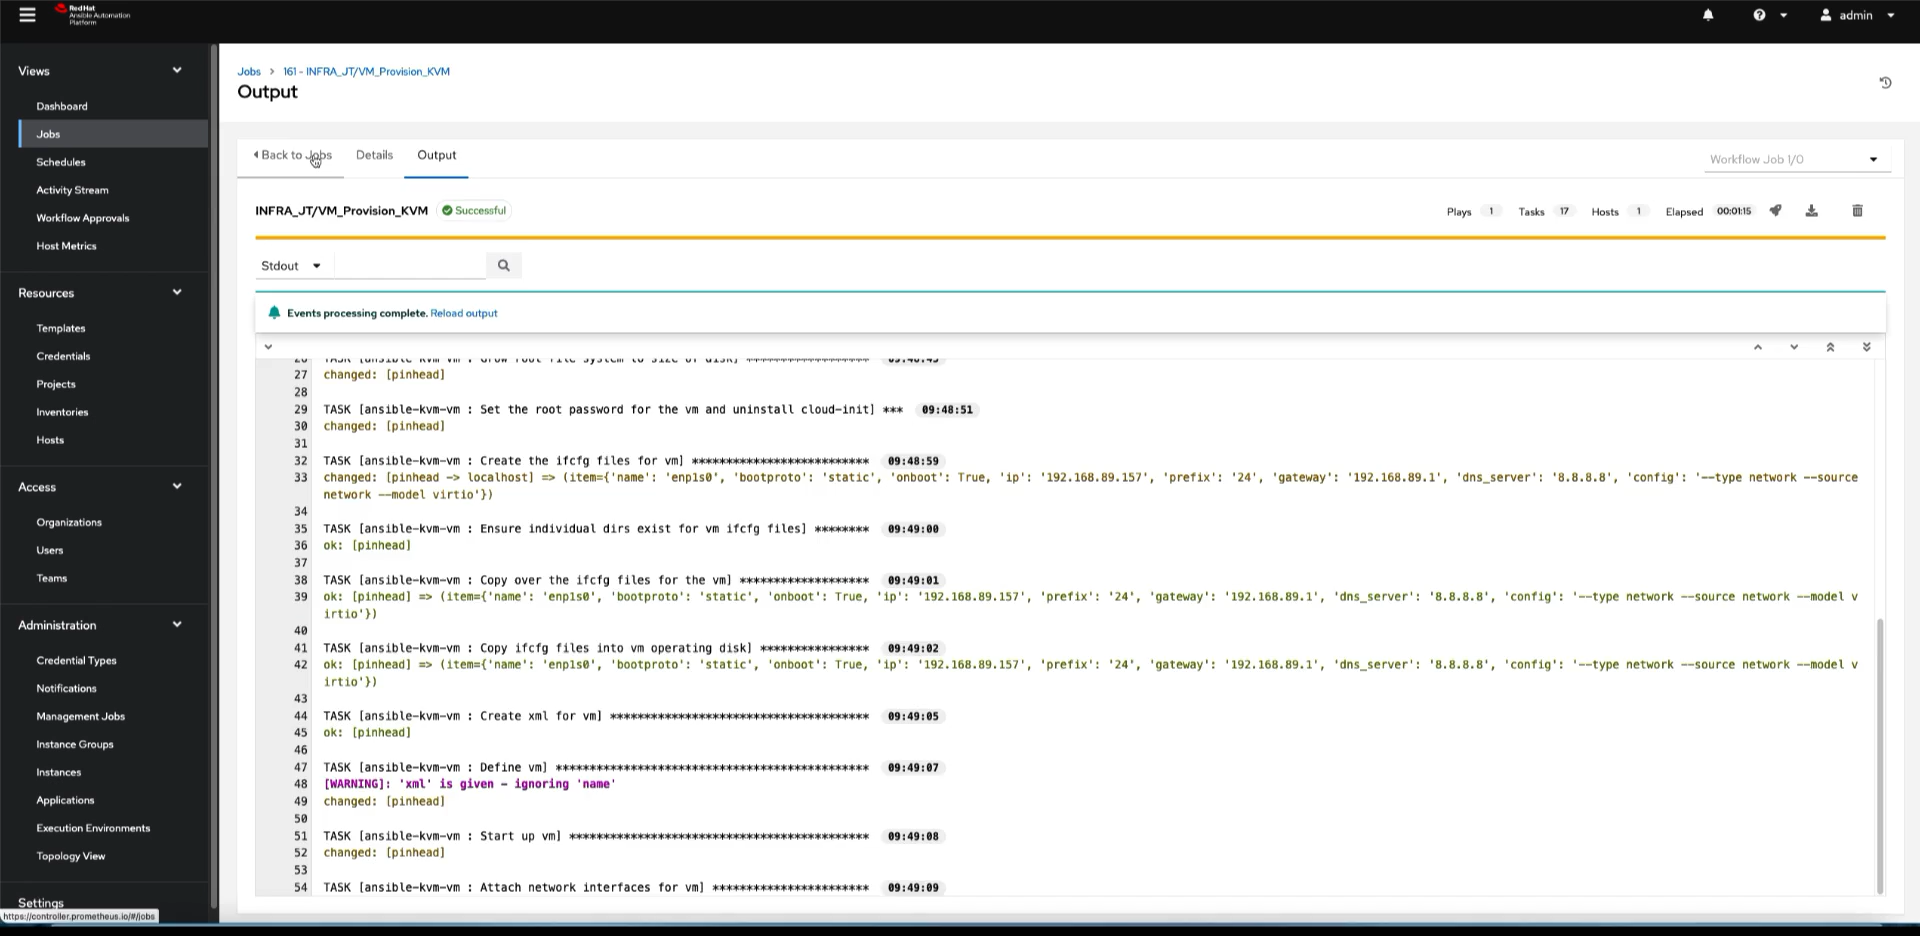 Red Hat
Ansible Automation
Platform
admin
Views
Dashboard
Jobs
Schedules
Activity Stream
Workflow Approvals
Host Metrics
Resources
Templates
Credentials
Projects
Inventories
Hosts
Access
Organizations
Users
Teams
Administration
Credential Types
Notifications
Management Jobs
Instance Groups
Instances
Applications
Execution Environments
Topology View
Settings
https://controller.prometheus.io/#/jobs
Jobs > 161 - INFRA_JT/VM_Provision_KVM
Output
Back to Jobs Details Output
Workflow Job 1/0
INFRA_JT/VM_Provision_KVM Successful
Plays 1 Tasks 17 Hosts 1 Elapsed 00:01:15
Stdout
Events processing complete. Reload output
26 TASK [ansible-kvm-vm : Grow root file system to size of disk] ****************** 09:48:45
27 changed: [pinhead]
28
29 TASK [ansible-kvm-vm : Set the root password for the vm and uninstall cloud-init] *** 09:48:51
30 changed: [pinhead]
31
32 TASK [ansible-kvm-vm : Create the ifcfg files for vm] ************************** 09:48:59
33 changed: [pinhead -> localhost] => (item={'name': 'enp1s0', 'bootproto': 'static', 'onboot': True, 'ip': '192.168.89.157', 'prefix': '24', 'gateway': '192.168.89.1', 'dns_server': '8.8.8.8', 'config': '--type network --source
network --model virtio'})
34
35 TASK [ansible-kvm-vm : Ensure individual dirs exist for vm ifcfg files] ******** 09:49:00
36 ok: [pinhead]
37
38 TASK [ansible-kvm-vm : Copy over the ifcfg files for the vm] ******************* 09:49:01
39 ok: [pinhead] => (item={'name': 'enp1s0', 'bootproto': 'static', 'onboot': True, 'ip': '192.168.89.157', 'prefix': '24', 'gateway': '192.168.89.1', 'dns_server': '8.8.8.8', 'config': '--type network --source network --model v
irtio'})
40
41 TASK [ansible-kvm-vm : Copy ifcfg files into vm operating disk] **************** 09:49:02
42 ok: [pinhead] => (item={'name': 'enp1s0', 'bootproto': 'static', 'onboot': True, 'ip': '192.168.89.157', 'prefix': '24', 'gateway': '192.168.89.1', 'dns_server': '8.8.8.8', 'config': '--type network --source network --model v
irtio'})
43
44 TASK [ansible-kvm-vm : Create xml for vm] ************************************** 09:49:05
45 ok: [pinhead]
46
47 TASK [ansible-kvm-vm : Define vm] ********************************************** 09:49:07
48 [WARNING]: 'xml' is given - ignoring 'name'
49 changed: [pinhead]
50
51 TASK [ansible-kvm-vm : Start up vm] ******************************************** 09:49:08
52 changed: [pinhead]
53
54 TASK [ansible-kvm-vm : Attach network interfaces for vm] *********************** 09:49:09